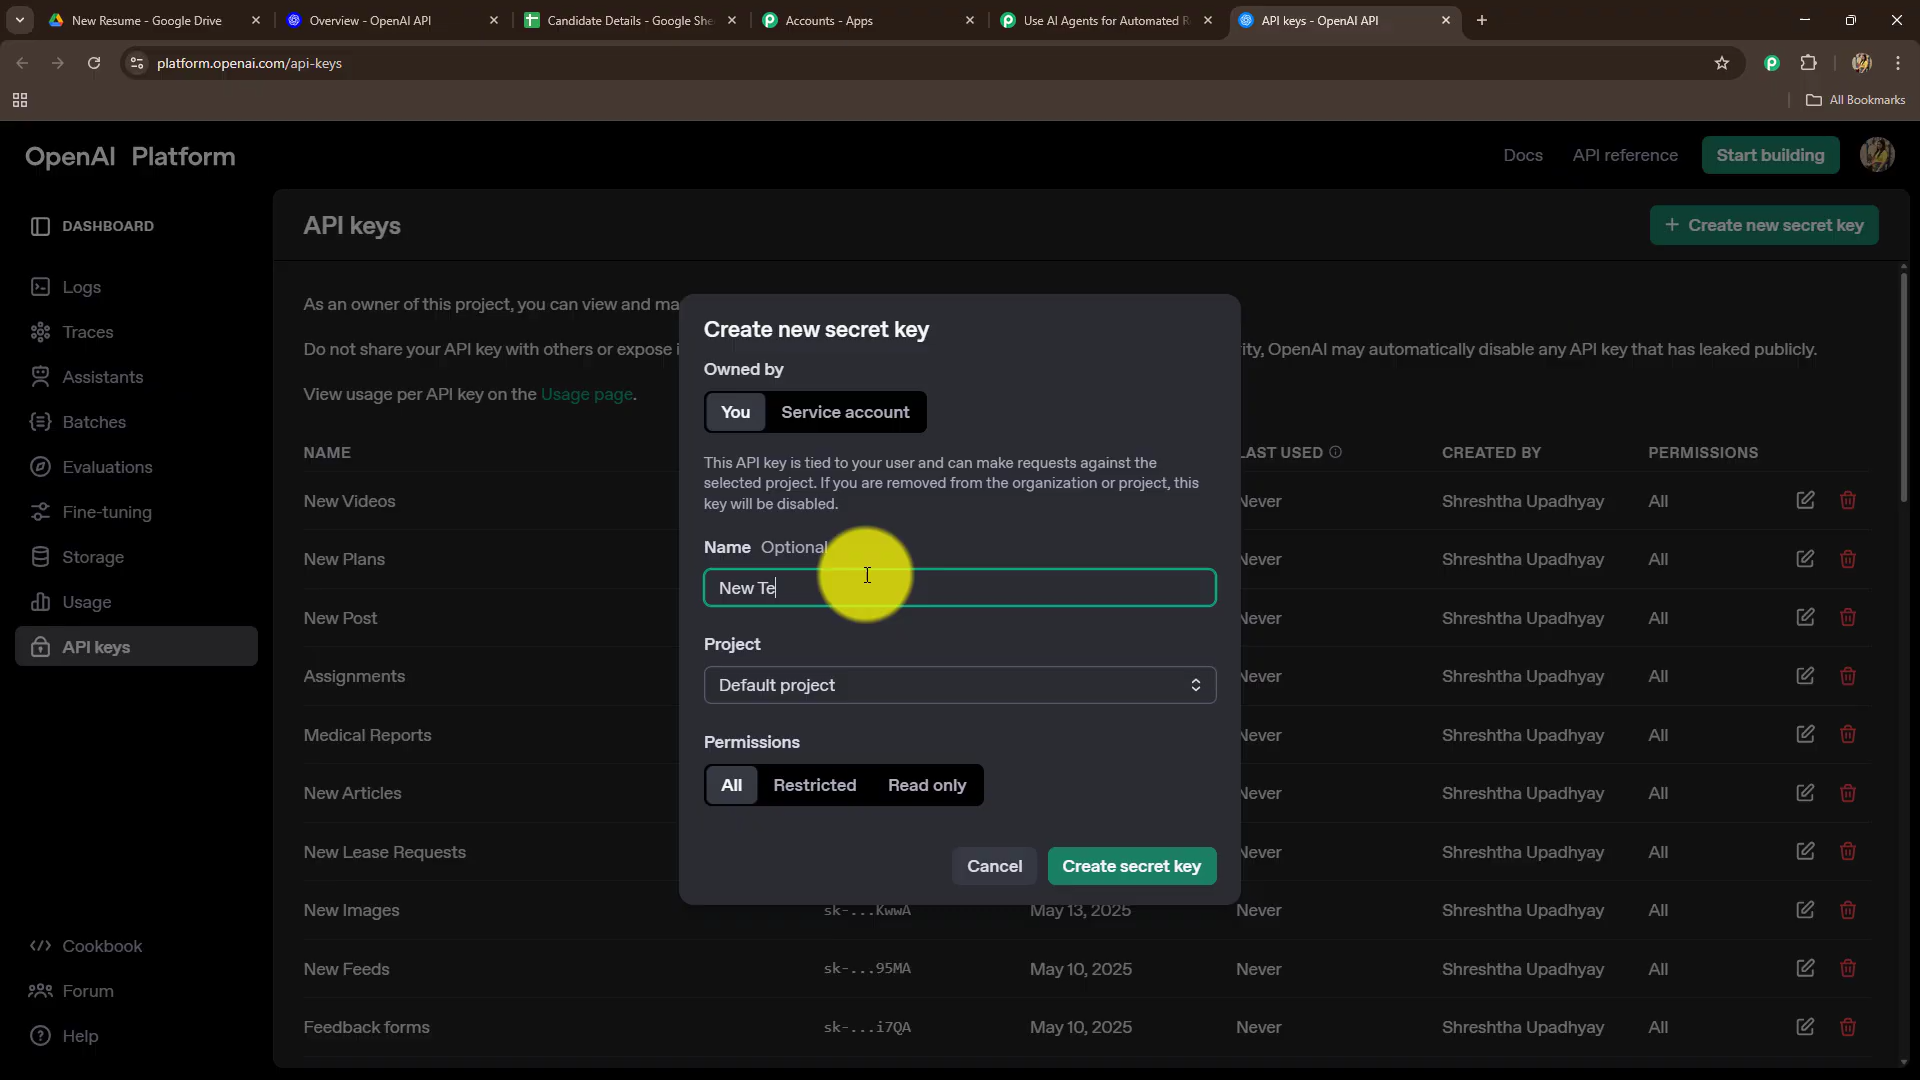 New Resume - Google Drive
Overview - OpenAI API
Candidate Details - Google She
Accounts - Apps
Use AI Agents for Automated R
API keys - OpenAI API
platform.openai.com/api-keys
All Bookmarks
OpenAI Platform
Docs
API reference
Start building
DASHBOARD
Logs
Traces
Assistants
Batches
Evaluations
Fine-tuning
Storage
Usage
API keys
Cookbook
Forum
Help
API keys
+ Create new secret key
As an owner of this project, you can view and ma
Do not share your API key with others or expose i
ity, OpenAI may automatically disable any API key that has leaked publicly.
View usage per API key on the Usage page.
NAME LAST USED CREATED BY PERMISSIONS
New Videos Never Shreshtha Upadhyay All
New Plans Never Shreshtha Upadhyay All
New Post Never Shreshtha Upadhyay All
Assignments Never Shreshtha Upadhyay All
Medical Reports Never Shreshtha Upadhyay All
New Articles Never Shreshtha Upadhyay All
New Lease Requests Never Shreshtha Upadhyay All
New Images sk-...KwwA May 13, 2025 Never Shreshtha Upadhyay All
New Feeds sk-...95MA May 10, 2025 Never Shreshtha Upadhyay All
Feedback forms sk-...i7QA May 10, 2025 Never Shreshtha Upadhyay All
Create new secret key
Owned by
You Service account
This API key is tied to your user and can make requests against the
selected project. If you are removed from the organization or project, this
key will be disabled.
Name Optional
New Te
Project
Default project
Permissions
All Restricted Read only
Cancel Create secret key